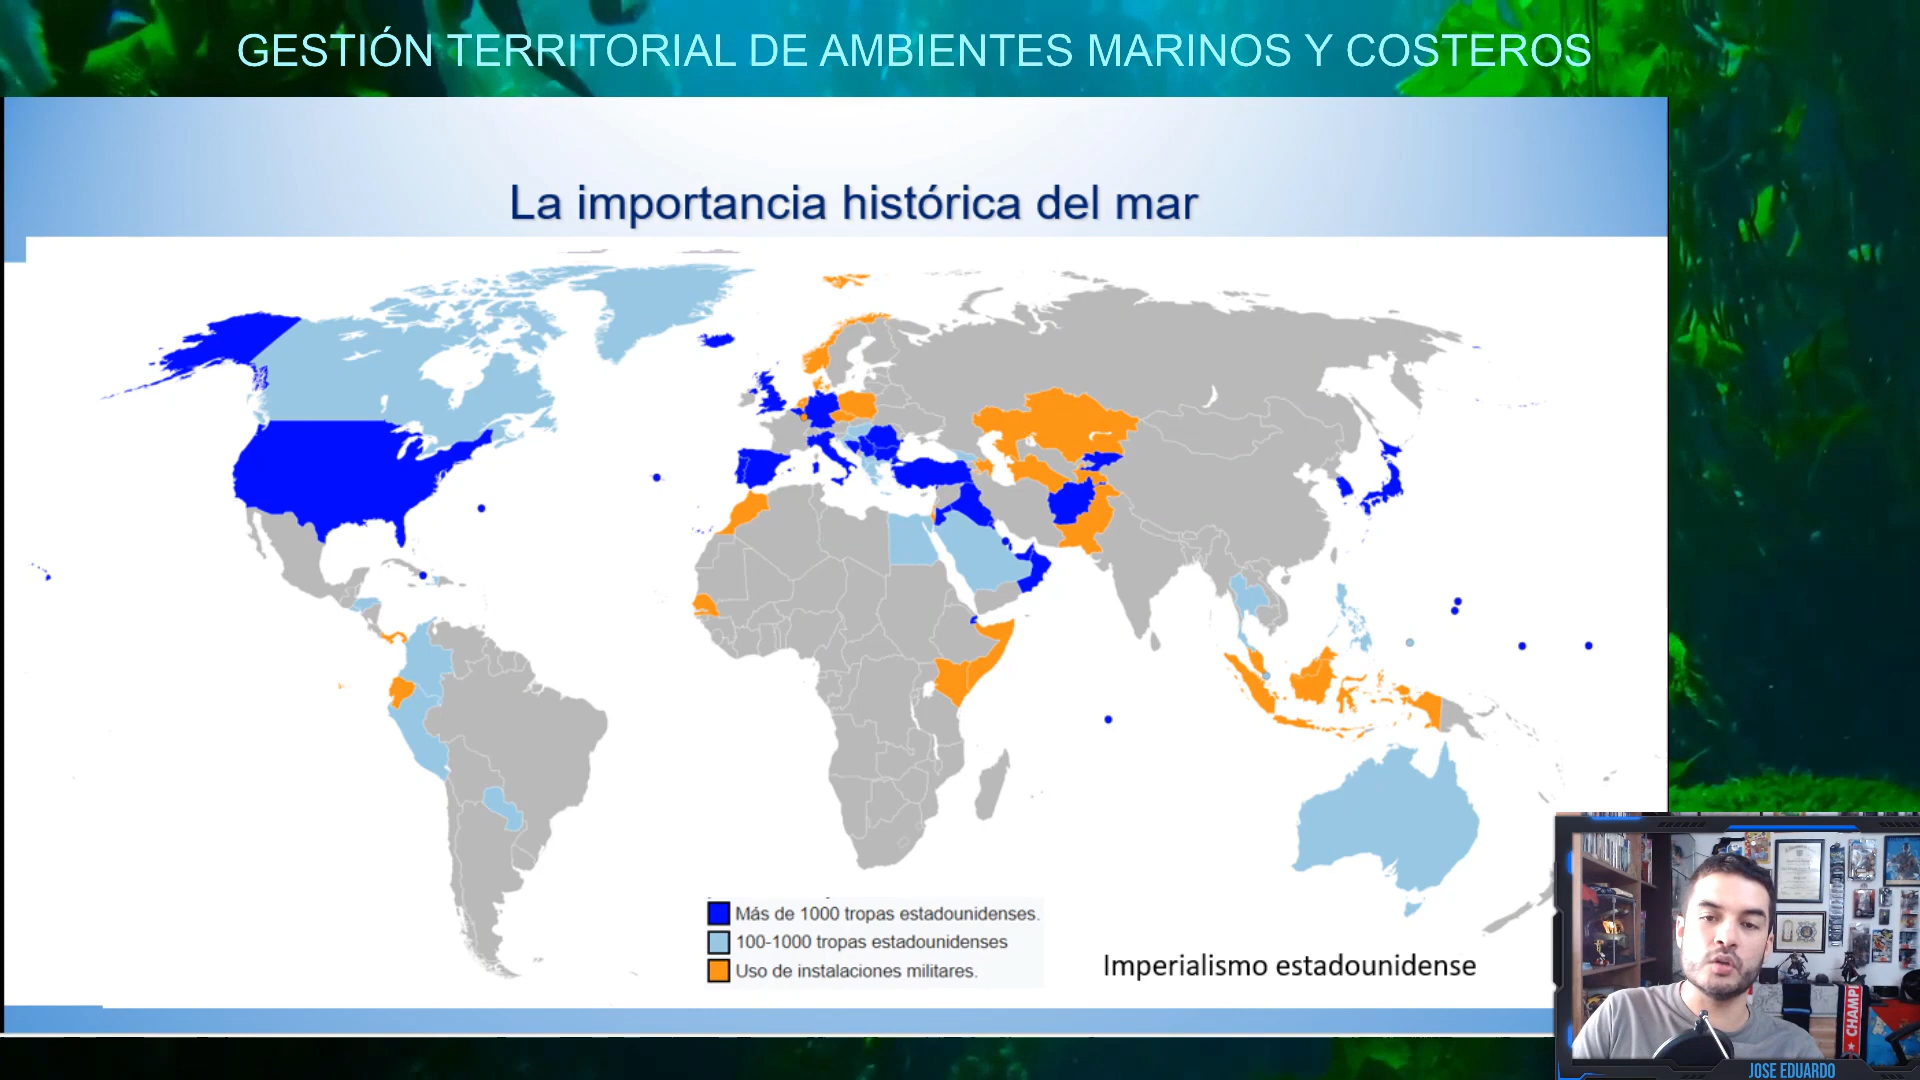 GESTIÓN TERRITORIAL DE AMBIENTES MARINOS Y COSTEROS
La importancia histórica del mar
Más de 1000 tropas estadounidenses.
100-1000 tropas estadounidenses
Uso de instalaciones militares.
Imperialismo estadounidense
CHAMPI
JOSE EDUARDO